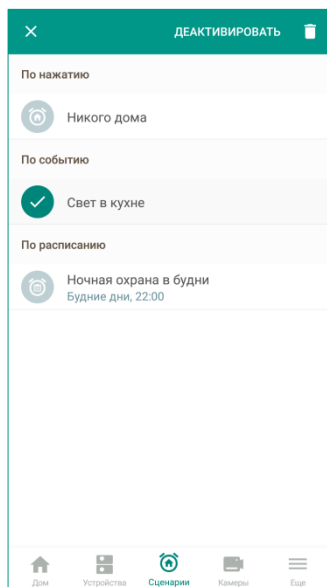 ДЕАКТИВИРОВАТЬ
По нажатию
Никого дома
По событию
Свет в кухне
По расписанию
Ночная охрана в будни
Будние дни, 22:00
Дом Устройства Сценарии Камеры Еще